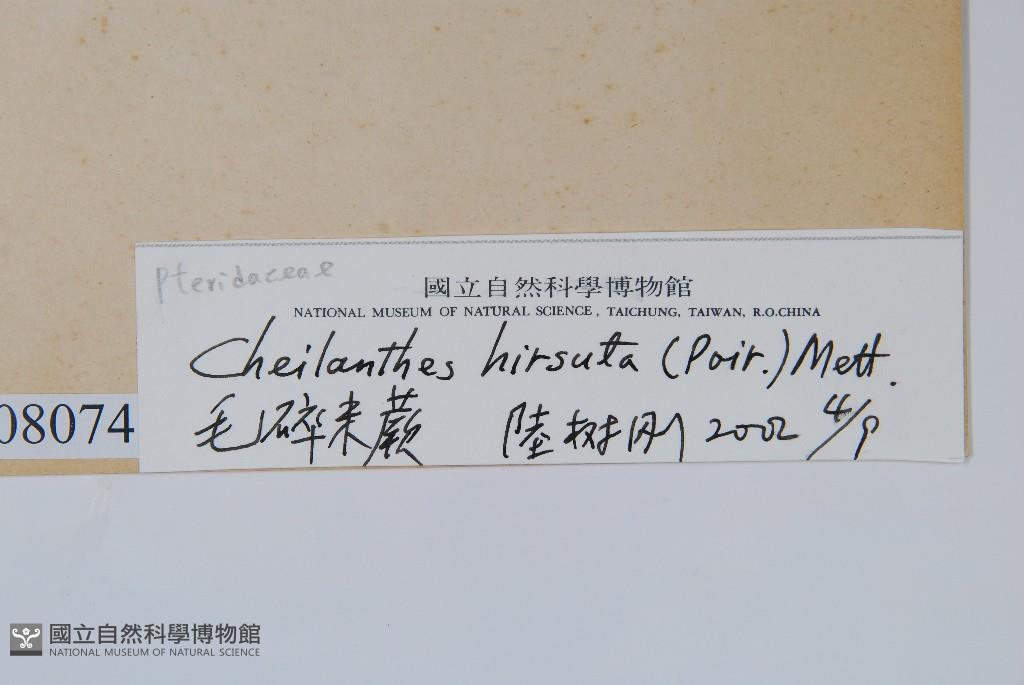 Pteridaceae
國立自然科學博物館
NATIONAL MUSEUM OF NATURAL SCIENCE, TAICHUNG, TAIWAN, R.O.CHINA
Cheilanthes hirsuta (Poir.) Mett.
毛碎米蕨 陸树刚 2002 4/9
08074
國立自然科學博物館
NATIONAL MUSEUM OF NATURAL SCIENCE